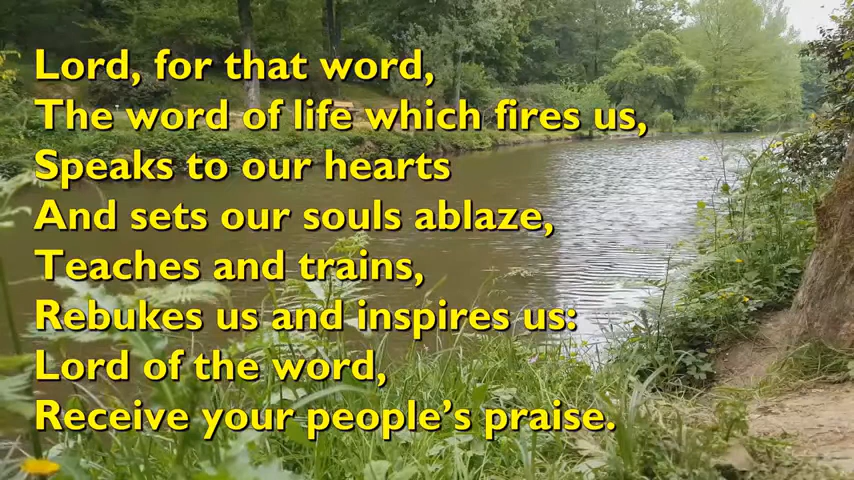 Lord, for that word,
The word of life which fires us,
Speaks to our hearts
And sets our souls ablaze,
Teaches and trains,
Rebukes us and inspires us:
Lord of the word,
Receive your people’s praise.